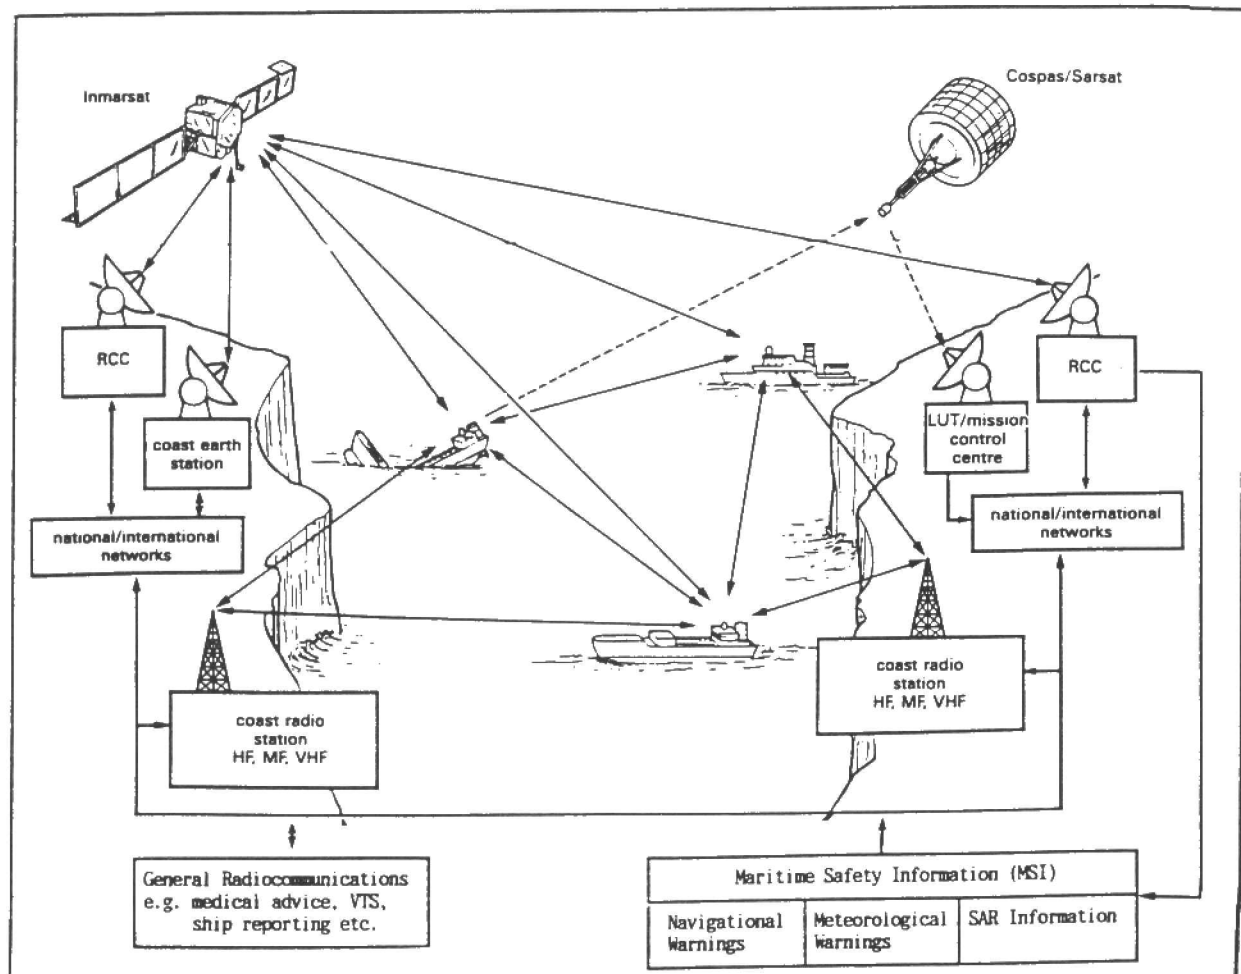 Inmarsat
Cospas/Sarsat
RCC
coast earth
station
national/international
networks
RCC
LUT/mission
control
centre
national/international
networks
coast radio
station
HF, MF, VHF
coast radio
station
HF, MF, VHF
General Radiocommunications
e.g. medical advice, VTS,
ship reporting etc.
Maritime Safety Information (MSI)
Navigational
Warnings
Meteorological
Warnings
SAR Information